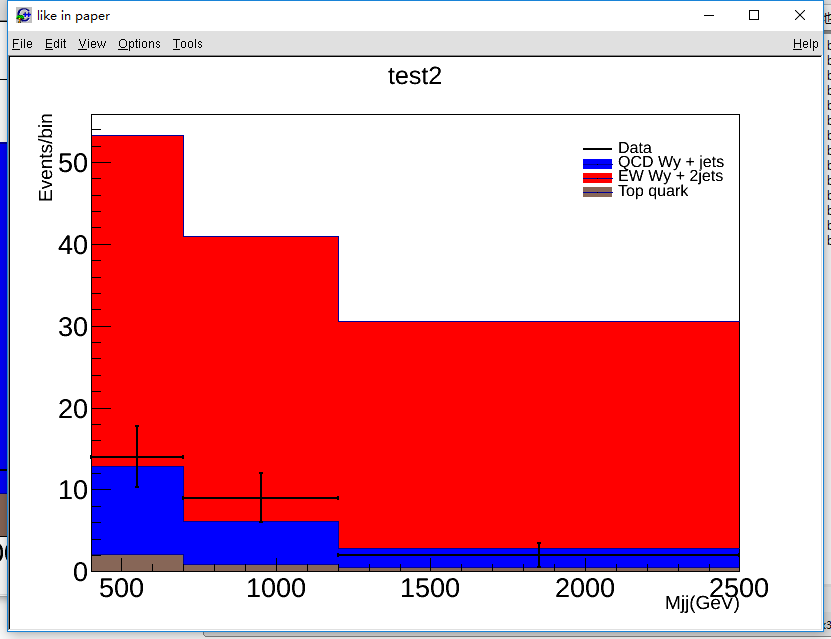 like in paper
File Edit View Options Tools Help
test2
Events/bin
50
40
30
20
10
0
Data
QCD Wy + jets
EW Wy + 2jets
Top quark
500 1000 1500 2000 2500
Mjj(GeV)